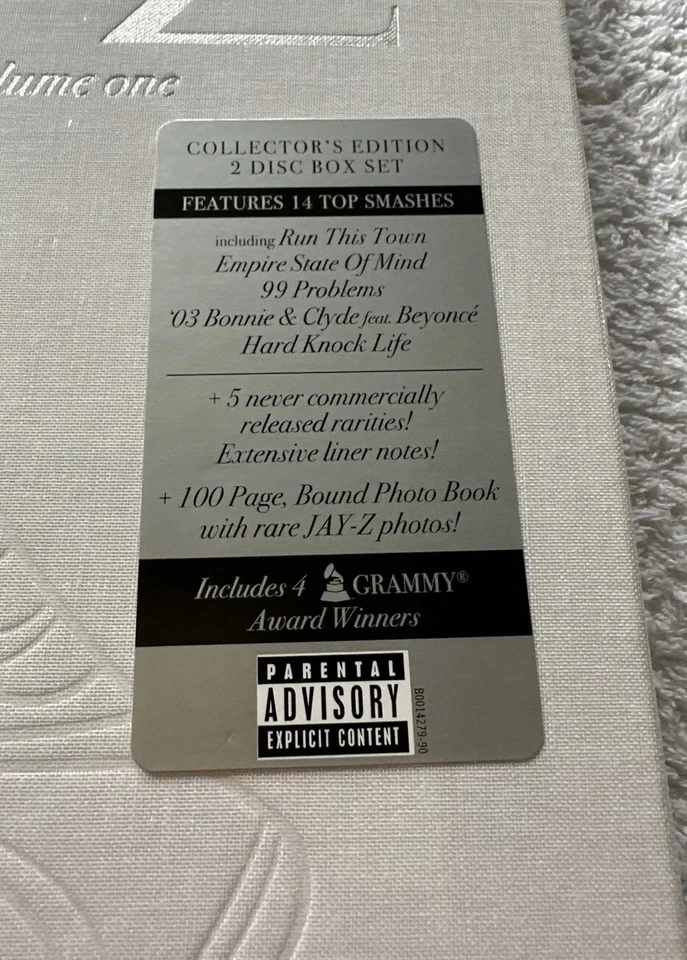 Z
lume one
COLLECTOR'S EDITION
2 DISC BOX SET
FEATURES 14 TOP SMASHES
including Run This Town
Empire State Of Mind
99 Problems
'03 Bonnie & Clyde feat. Beyoncé
Hard Knock Life
+ 5 never commercially
released rarities!
Extensive liner notes!
+ 100 Page, Bound Photo Book
with rare JAY-Z photos!
Includes 4 GRAMMY®
Award Winners
PARENTAL
ADVISORY
EXPLICIT CONTENT
B0014279-90